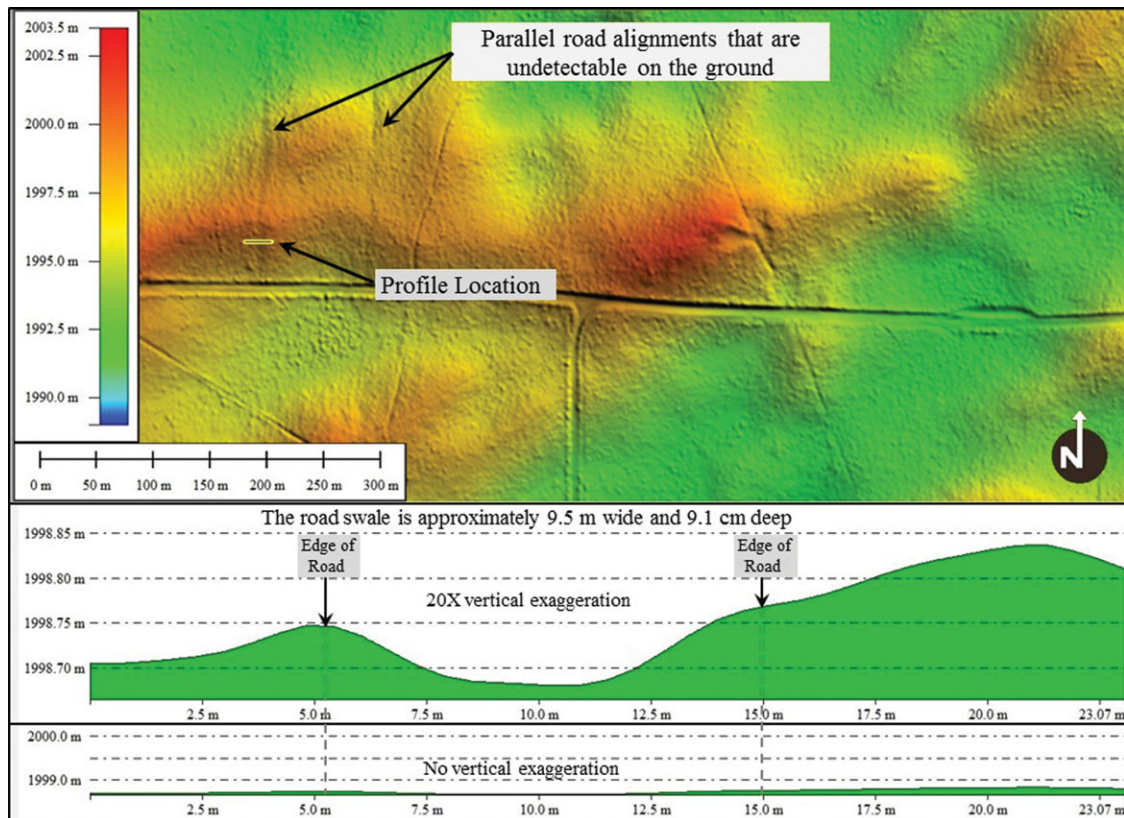 2003.5 m
2002.5 m
2000.0 m
1997.5 m
1995.0 m
1992.5 m
1990.0 m
Parallel road alignments that are
undetectable on the ground
Profile Location
0 m 50 m 100 m 150 m 200 m 250 m 300 m
N
The road swale is approximately 9.5 m wide and 9.1 cm deep
1998.85 m
1998.80 m
1998.75 m
1998.70 m
Edge of
Road
Edge of
Road
20X vertical exaggeration
2.5 m 5.0 m 7.5 m 10.0 m 12.5 m 15.0 m 17.5 m 20.0 m 23.07 m
2000.0 m
1999.0 m
No vertical exaggeration
2.5 m 5.0 m 7.5 m 10.0 m 12.5 m 15.0 m 17.5 m 20.0 m 23.07 m